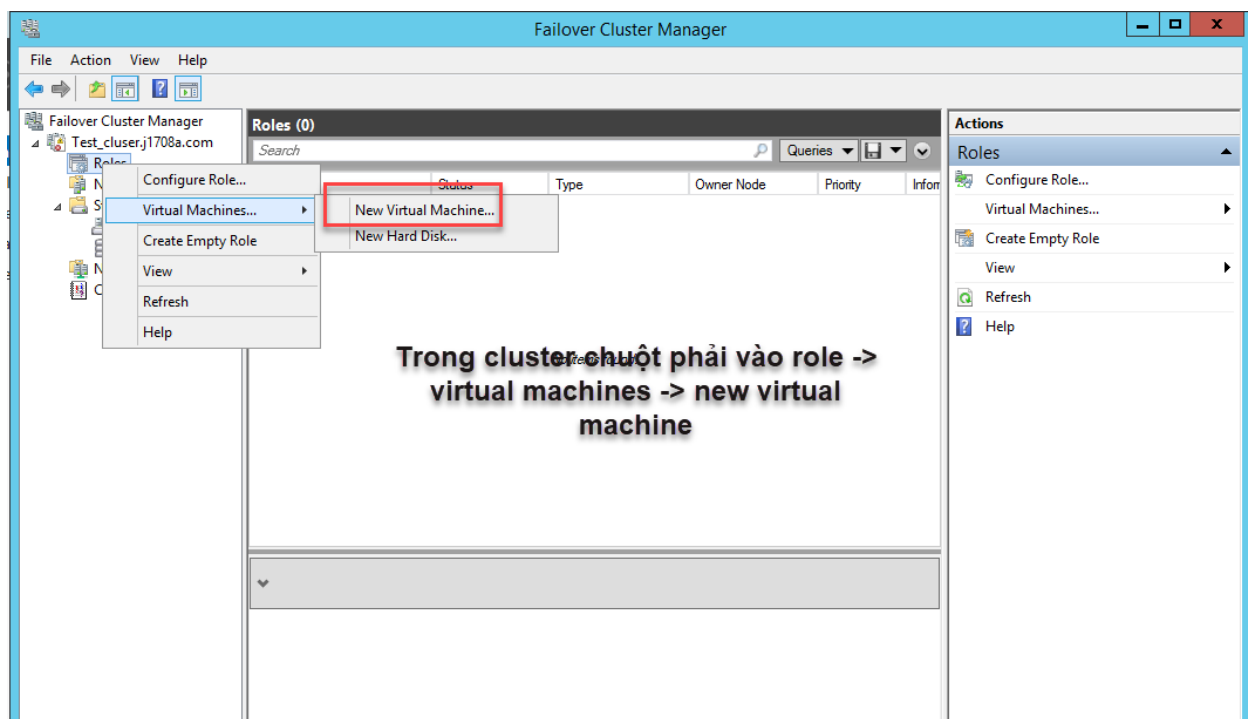 Failover Cluster Manager
File Action View Help
Failover Cluster Manager
Test_cluser.j1708a.com
Roles
N
S
N
C
Configure Role...
Virtual Machines...
Create Empty Role
View
Refresh
Help
New Virtual Machine...
New Hard Disk...
Roles (0)
Search
Queries
Status Type Owner Node Priority Inform
Trong cluster chuột phải vào role ->
virtual machines -> new virtual
machine
Actions
Roles
Configure Role...
Virtual Machines...
Create Empty Role
View
Refresh
Help